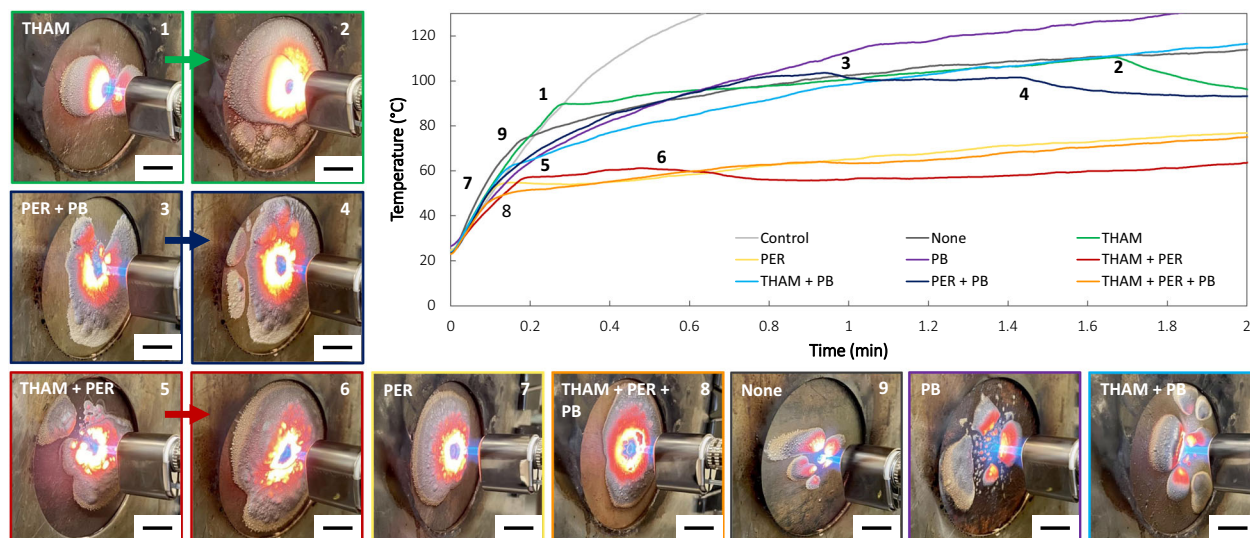 THAM 1
2
PER + PB 3
4
THAM + PER 5
6
PER 7
THAM + PER +
PB 8
None 9
PB
THAM + PB
Temperature (°C)
120
100
80
60
40
20
0
0 0.2 0.4 0.6 0.8 1 1.2 1.4 1.6 1.8 2
Time (min)
1
2
3
4
5
6
7
8
9
Control None THAM
PER PB THAM + PER
THAM + PB PER + PB THAM + PER + PB